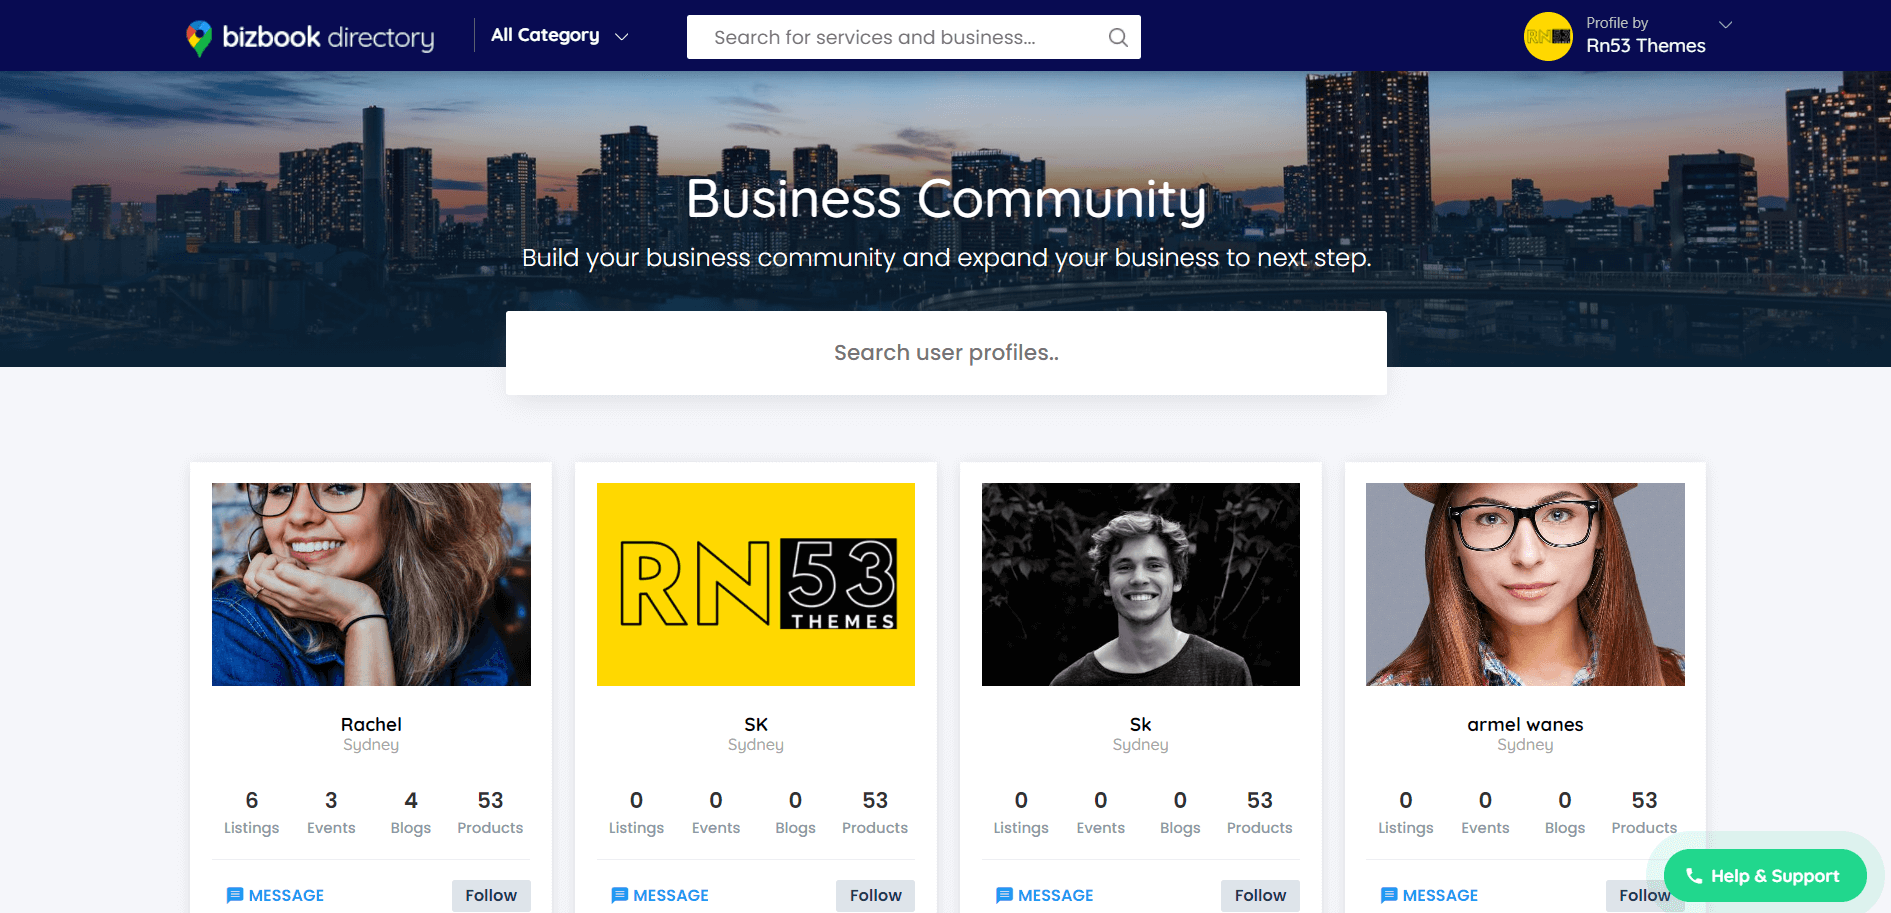 bizbook directory
All Category
Search for services and business...
RN53
Profile by
Rn53 Themes
Business Community
Build your business community and expand your business to next step.
Search user profiles..
RN53
THEMES
Rachel
Sydney
6 3 4 53
Listings Events Blogs Products
MESSAGE Follow
SK
Sydney
0 0 0 53
Listings Events Blogs Products
MESSAGE Follow
Sk
Sydney
0 0 0 53
Listings Events Blogs Products
MESSAGE Follow
armel wanes
Sydney
0 0 0 53
Listings Events Blogs Products
MESSAGE Follow
Help & Support